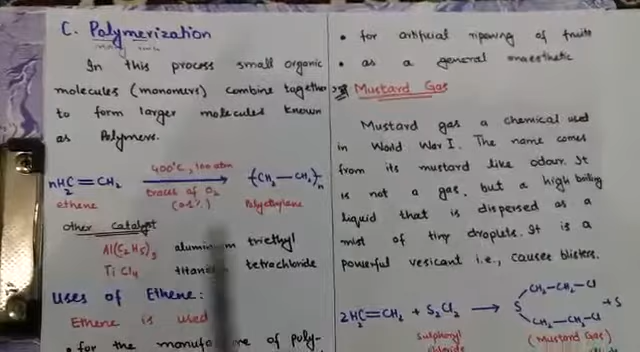 C. Polymerization
In this process small organic
molecules (monomers) combine together
to form larger molecules known
as Polymers.
nH₂C=CH₂ 400°C, 100 atm → traces of O₂ (0.1%) {CH₂—CH₂}n
ethene Polyethylene
other catalyst
Al(C₂H₅)₃ aluminium triethyl
TiCl₄ titanium tetrachloride
Uses of Ethene:
Ethene is used
• for the manufacture of poly-
• for artificial ripening of fruits
• as a general anaesthetic
Mustard Gas
Mustard gas a chemical used
in World War I. The name comes
from its mustard like odour. It
is not a gas, but a high boiling
liquid that is dispersed as a
mist of tiny droplets. It is a
powerful vesicant i.e., causes blisters.
2H₂C=CH₂ + S₂Cl₂ → S CH₂—CH₂—Cl CH₂—CH₂—Cl + S
Sulphuryl chloride (Mustard Gas)